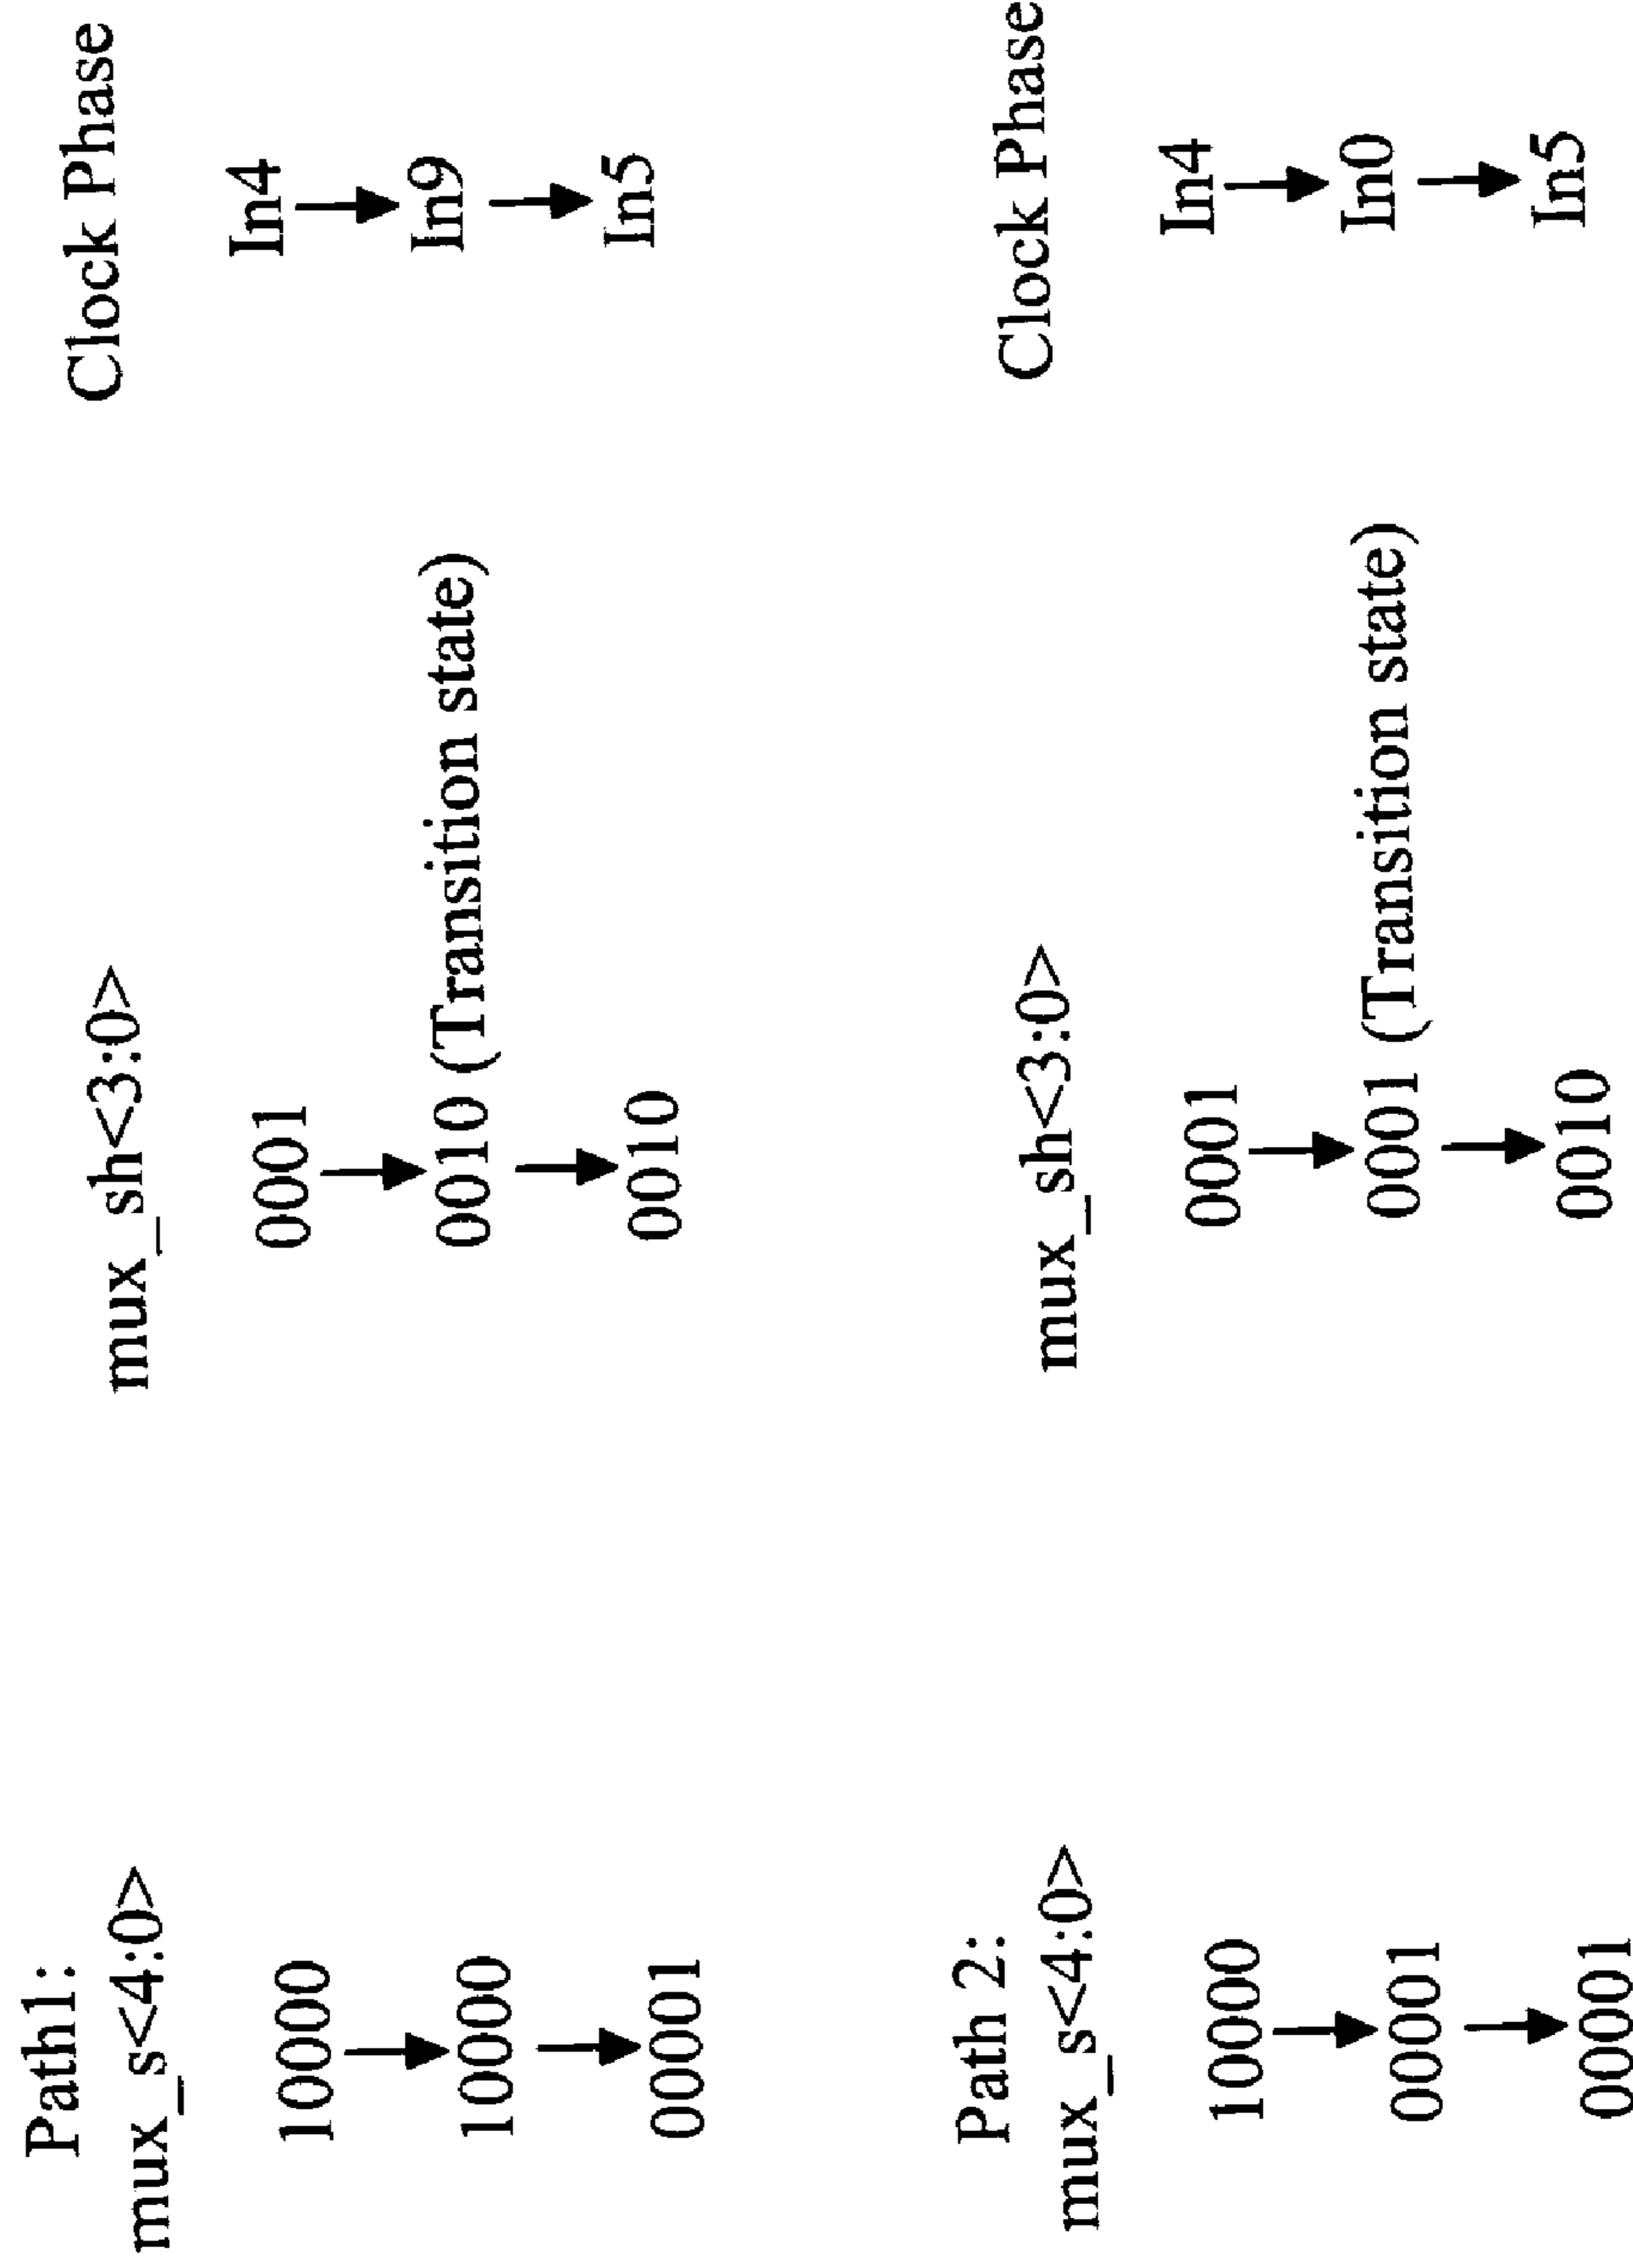 Path1:
mux_s<4:0> mux_sh<3:0> Clock Phase
10000 0001 In4
10000 0010 (Transition state) In9
00001 0010 In5
Path 2:
mux_s<4:0> mux_sh<3:0> Clock Phase
10000 0001 In4
00001 0001 (Transition state) In0
00001 0010 In5